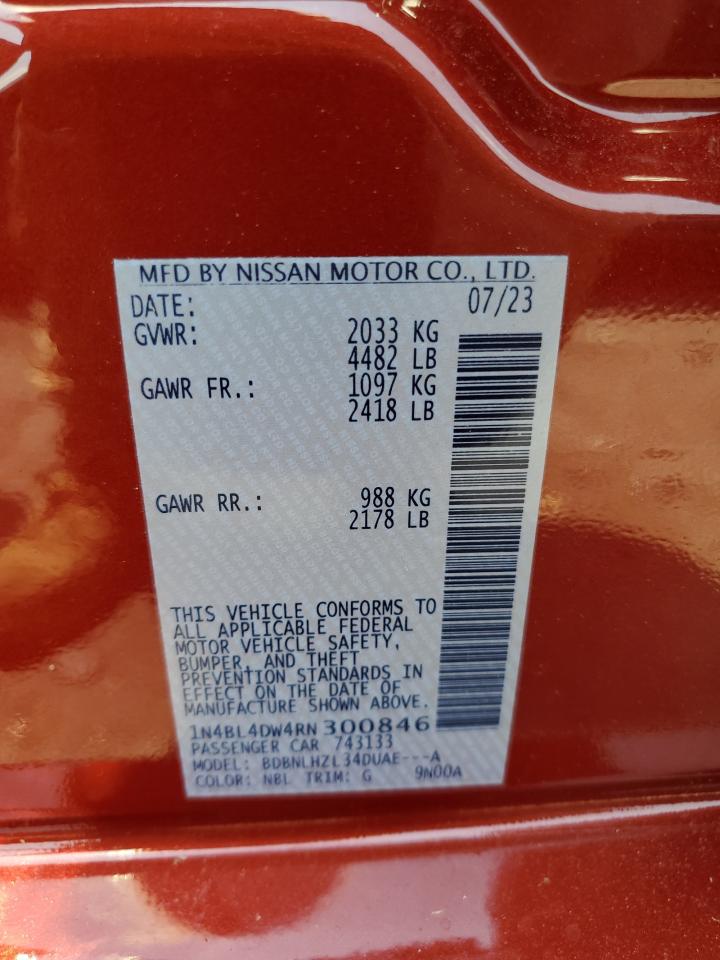 MFD BY NISSAN MOTOR CO., LTD.
DATE: 07/23
GVWR: 2033 KG
4482 LB
GAWR FR.: 1097 KG
2418 LB
GAWR RR.: 988 KG
2178 LB
THIS VEHICLE CONFORMS TO
ALL APPLICABLE FEDERAL
MOTOR VEHICLE SAFETY,
BUMPER, AND THEFT
PREVENTION STANDARDS IN
EFFECT ON THE DATE OF
MANUFACTURE SHOWN ABOVE.
1N4BL4DW4RN300846
PASSENGER CAR 743133
MODEL: BDBNLHZL34DUAE---A
COLOR: NBL TRIM: G 9N00A